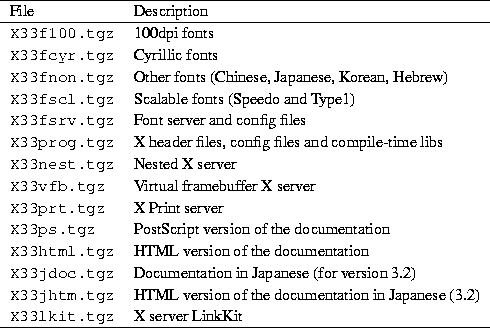 File Description
X33f100.tgz 100dpi fonts
X33fcyr.tgz Cyrillic fonts
X33fnon.tgz Other fonts (Chinese, Japanese, Korean, Hebrew)
X33fscl.tgz Scalable fonts (Speedo and Type1)
X33fsrv.tgz Font server and config files
X33prog.tgz X header files, config files and compile-time libs
X33nest.tgz Nested X server
X33vfb.tgz Virtual framebuffer X server
X33prt.tgz X Print server
X33ps.tgz PostScript version of the documentation
X33html.tgz HTML version of the documentation
X33jdoc.tgz Documentation in Japanese (for version 3.2)
X33jhtm.tgz HTML version of the documentation in Japanese (3.2)
X33lkit.tgz X server LinkKit